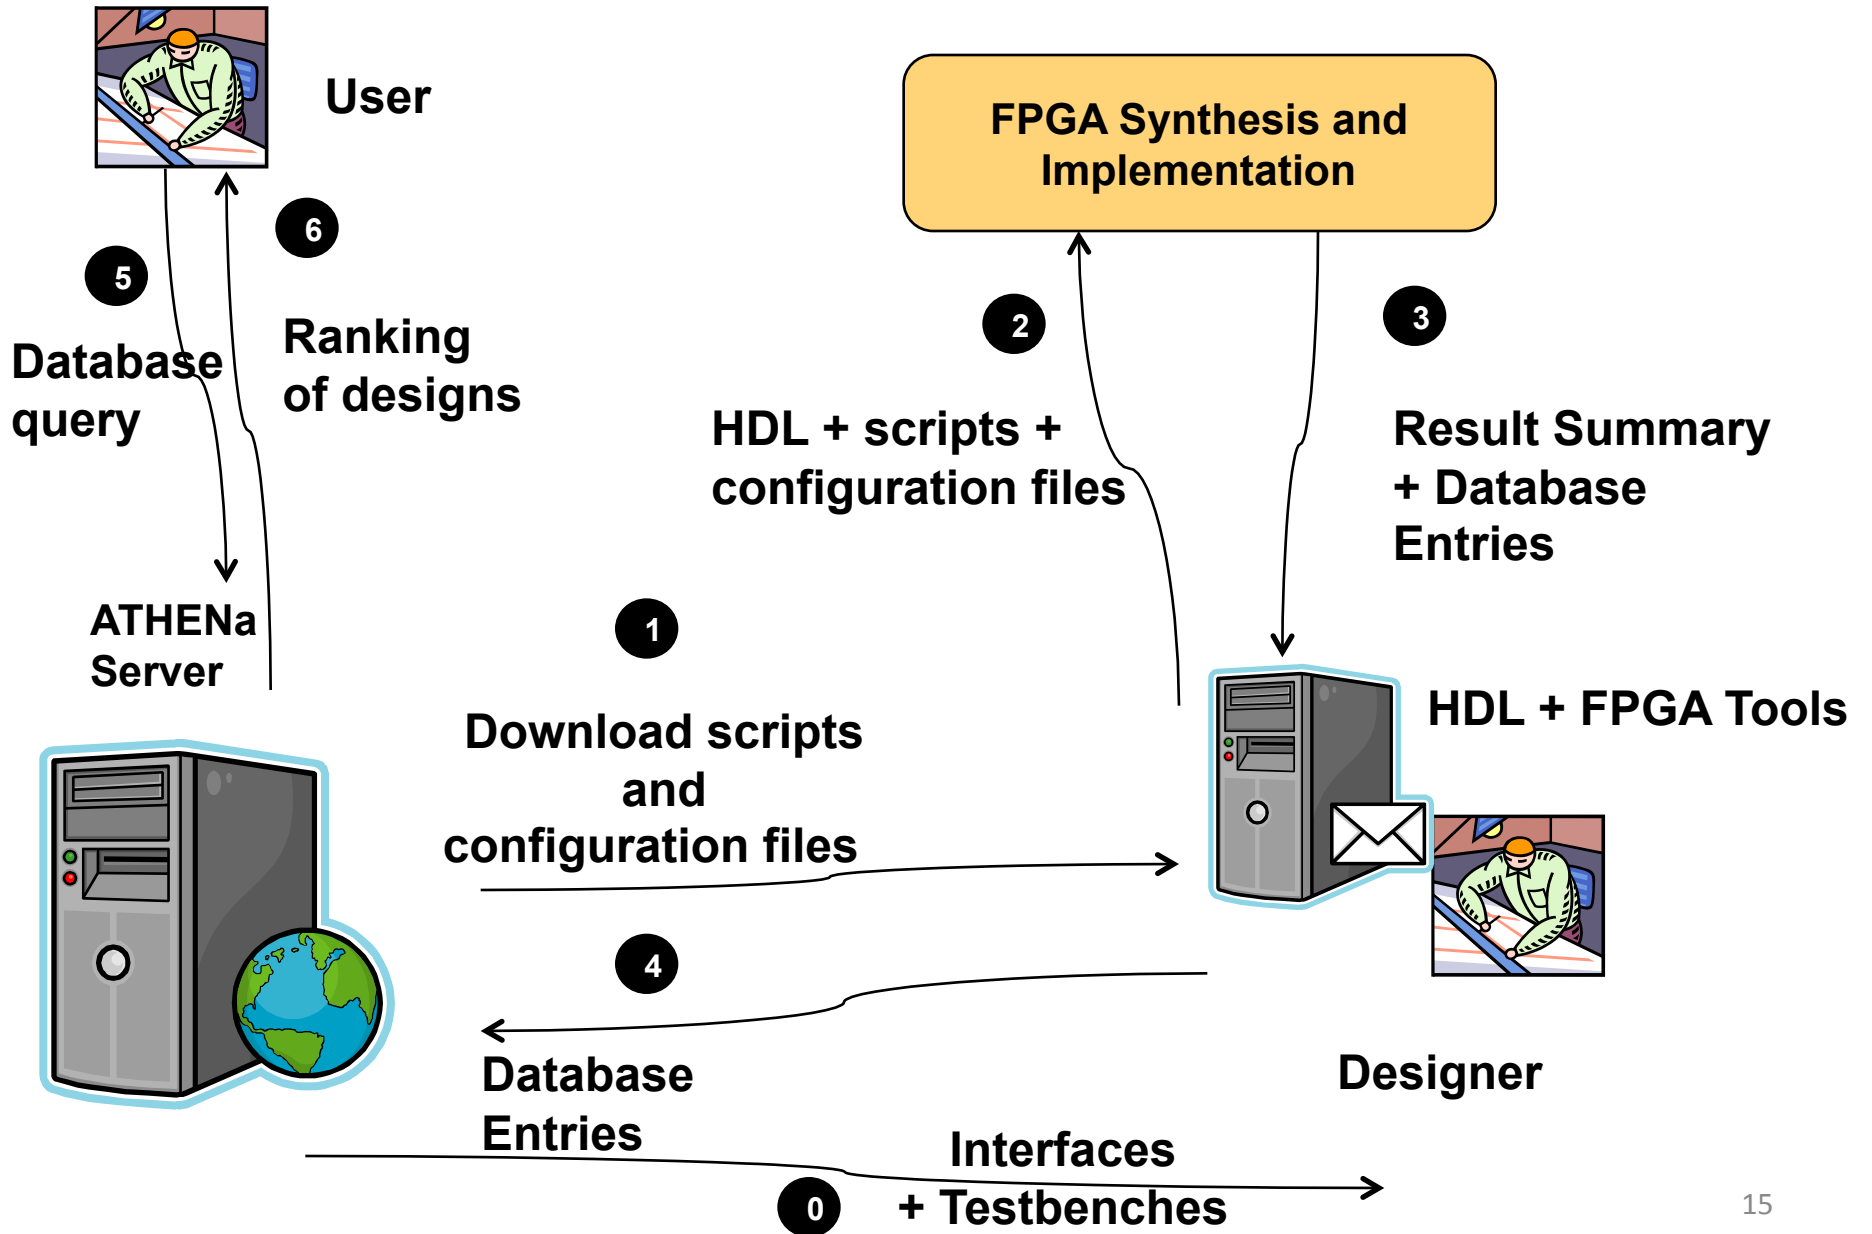 User
FPGA Synthesis and
Implementation
6
5
2
3
Ranking
of designs
Database
query
HDL + scripts +
configuration files
Result Summary
+ Database
Entries
ATHENa
Server
1
Download scripts
and
configuration files
HDL + FPGA Tools
4
Database
Entries
Designer
Interfaces
+ Testbenches
0
15